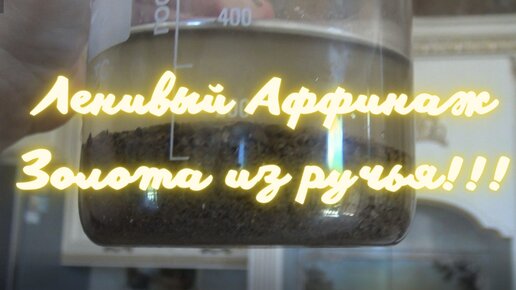 400
Ленивый Аффинаж
Золота из ручья!!!